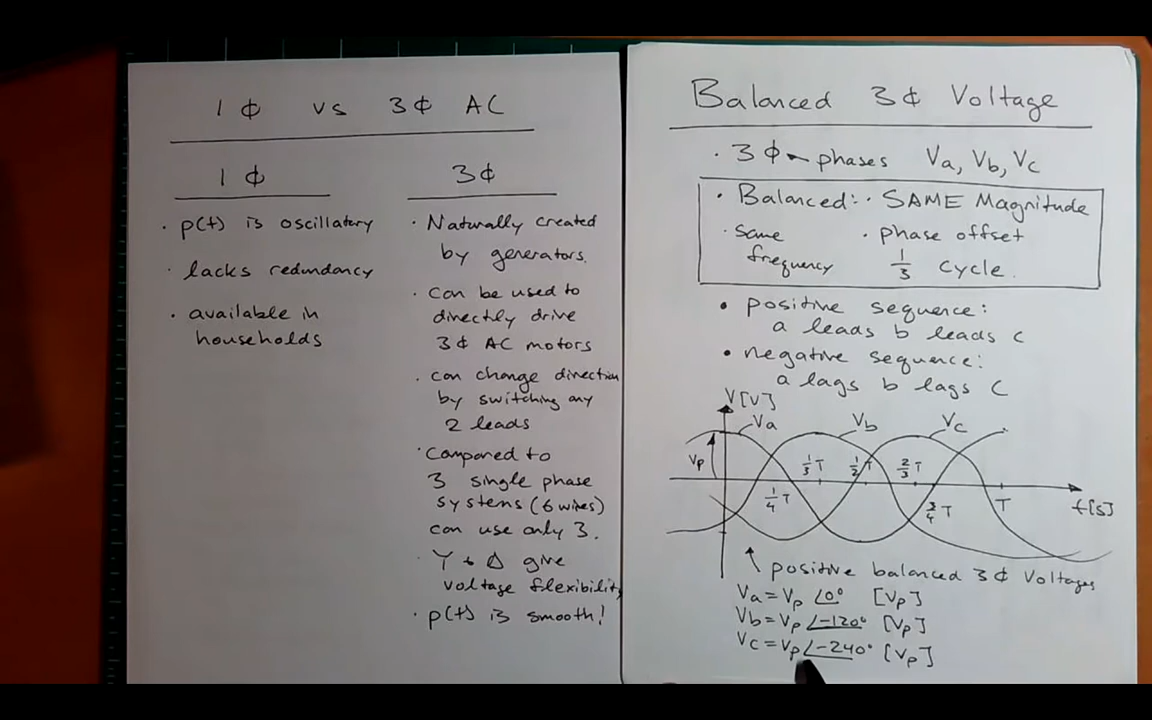 1 ϕ vs 3ϕ AC
1 ϕ
· p(t) is oscillatory
· lacks redundancy
· available in
households
3ϕ
· Naturally created
by generators.
· can be used to
directly drive
3ϕ AC motors
· can change direction
by switching any
2 leads
· Compared to
3 single phase
systems (6 wires)
can use only 3.
· Y + Δ give
voltage flexibility
· p(t) is smooth!
Balanced 3ϕ Voltage
· 3 ϕ - phases Va, Vb, Vc
· Balanced: · SAME Magnitude
· same · phase offset
frequency 1/3 cycle.
• positive sequence:
a leads b leads c
• negative sequence:
a lags b lags c
V[V]
Va Vb Vc
Vp
1/3 T 1/2 T 2/3 T
1/4 T 3/4 T T t[s]
positive balanced 3ϕ Voltages
Va = Vp ∠0° [Vp]
Vb = Vp ∠-120° [Vp]
Vc = Vp ∠-240° [Vp]